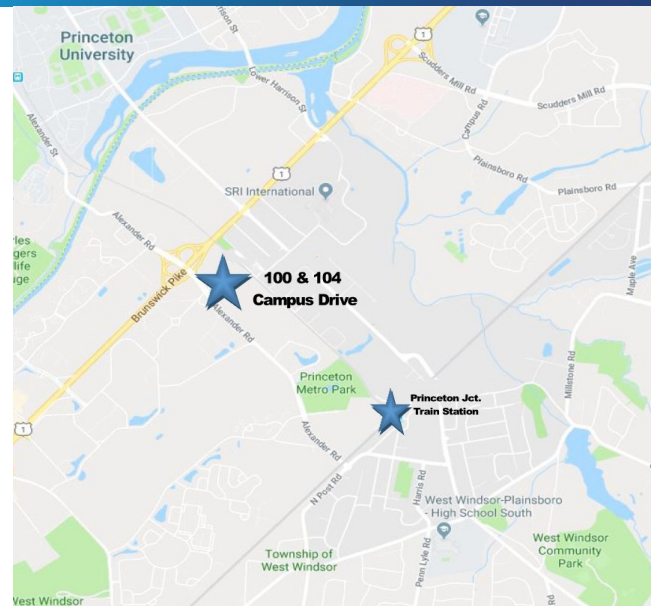 Princeton
University
1
Scudders Mill Rd
Scudders Mill Rd
Lower Harrison St
Campus Rd
Alexander St
1
Plainsboro Rd
Plainsboro Rd
SRI International
Alexander Rd
Maple Ave
Brunswick Pike
100 & 104
Campus Drive
Alexander Rd
Princeton
Metro Park
Princeton Jct.
Train Station
Millstone Rd
1
Alexander Rd
N Post Rd
Harris Rd
West Windsor-Plainsboro
- High School South
Penn Lyle Rd
Township of
West Windsor
West Windsor
Community
Park
West Windsor